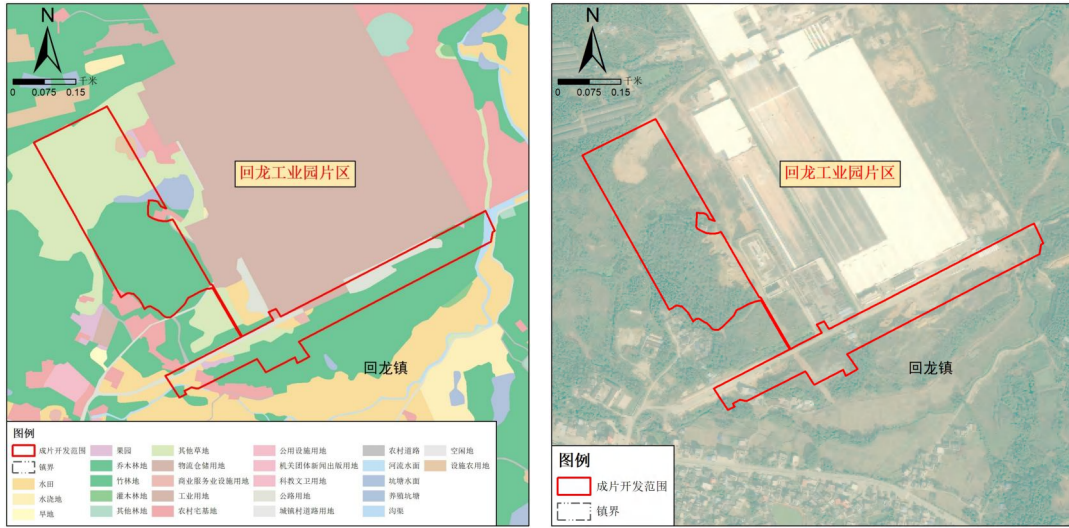 N
千米
0 0.075 0.15
回龙工业园片区
回龙镇
图例
成片开发范围
镇界
水田
水浇地
旱地
果园
乔木林地
竹林地
灌木林地
其他林地
其他草地
物流仓储用地
商业服务业设施用地
工业用地
农村宅基地
公用设施用地
机关团体新闻出版用地
科教文卫用地
公路用地
城镇村道路用地
农村道路
河流水面
坑塘水面
养殖坑塘
沟渠
空闲地
设施农用地
N
千米
0 0.075 0.15
回龙工业园片区
回龙镇
图例
成片开发范围
镇界